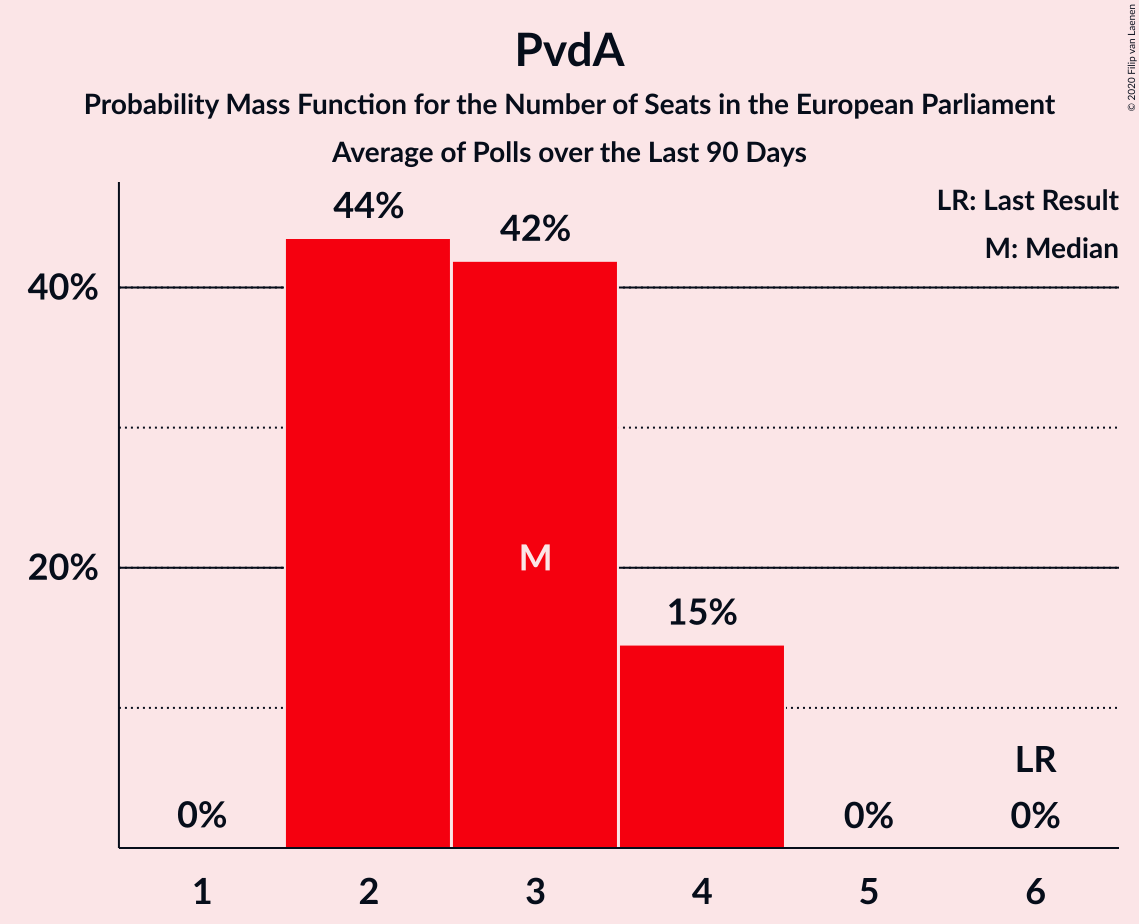 PvdA
Probability Mass Function for the Number of Seats in the European Parliament
Average of Polls over the Last 90 Days
© 2020 Filip van Laenen
LR: Last Result
M: Median
44%
42%
40%
M
20%
15%
LR
0%
0%
0%
1 2 3 4 5 6